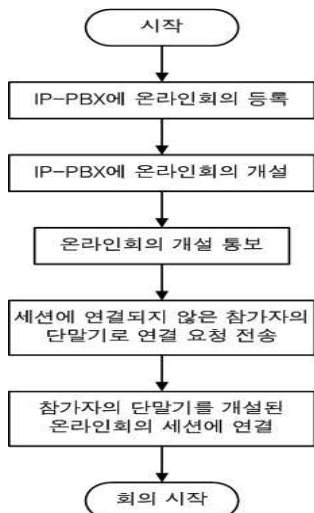 시작
IP-PBX에 온라인회의 등록
IP-PBX에 온라인회의 개설
온라인회의 개설 통보
세션에 연결되지 않은 참가자의
단말기로 연결 요청 전송
참가자의 단말기를 개설된
온라인회의 세션에 연결
회의 시작